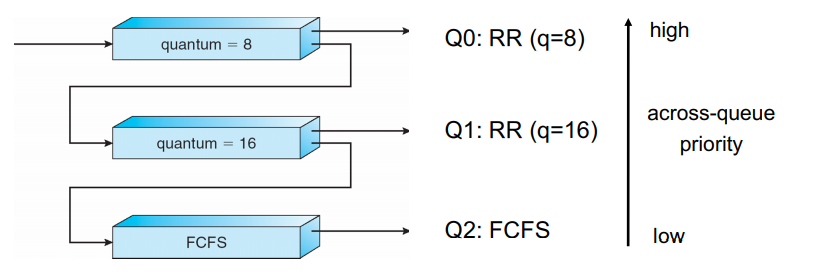 quantum = 8
Q0: RR (q=8)
high
quantum = 16
Q1: RR (q=16)
across-queue
priority
FCFS
Q2: FCFS
low